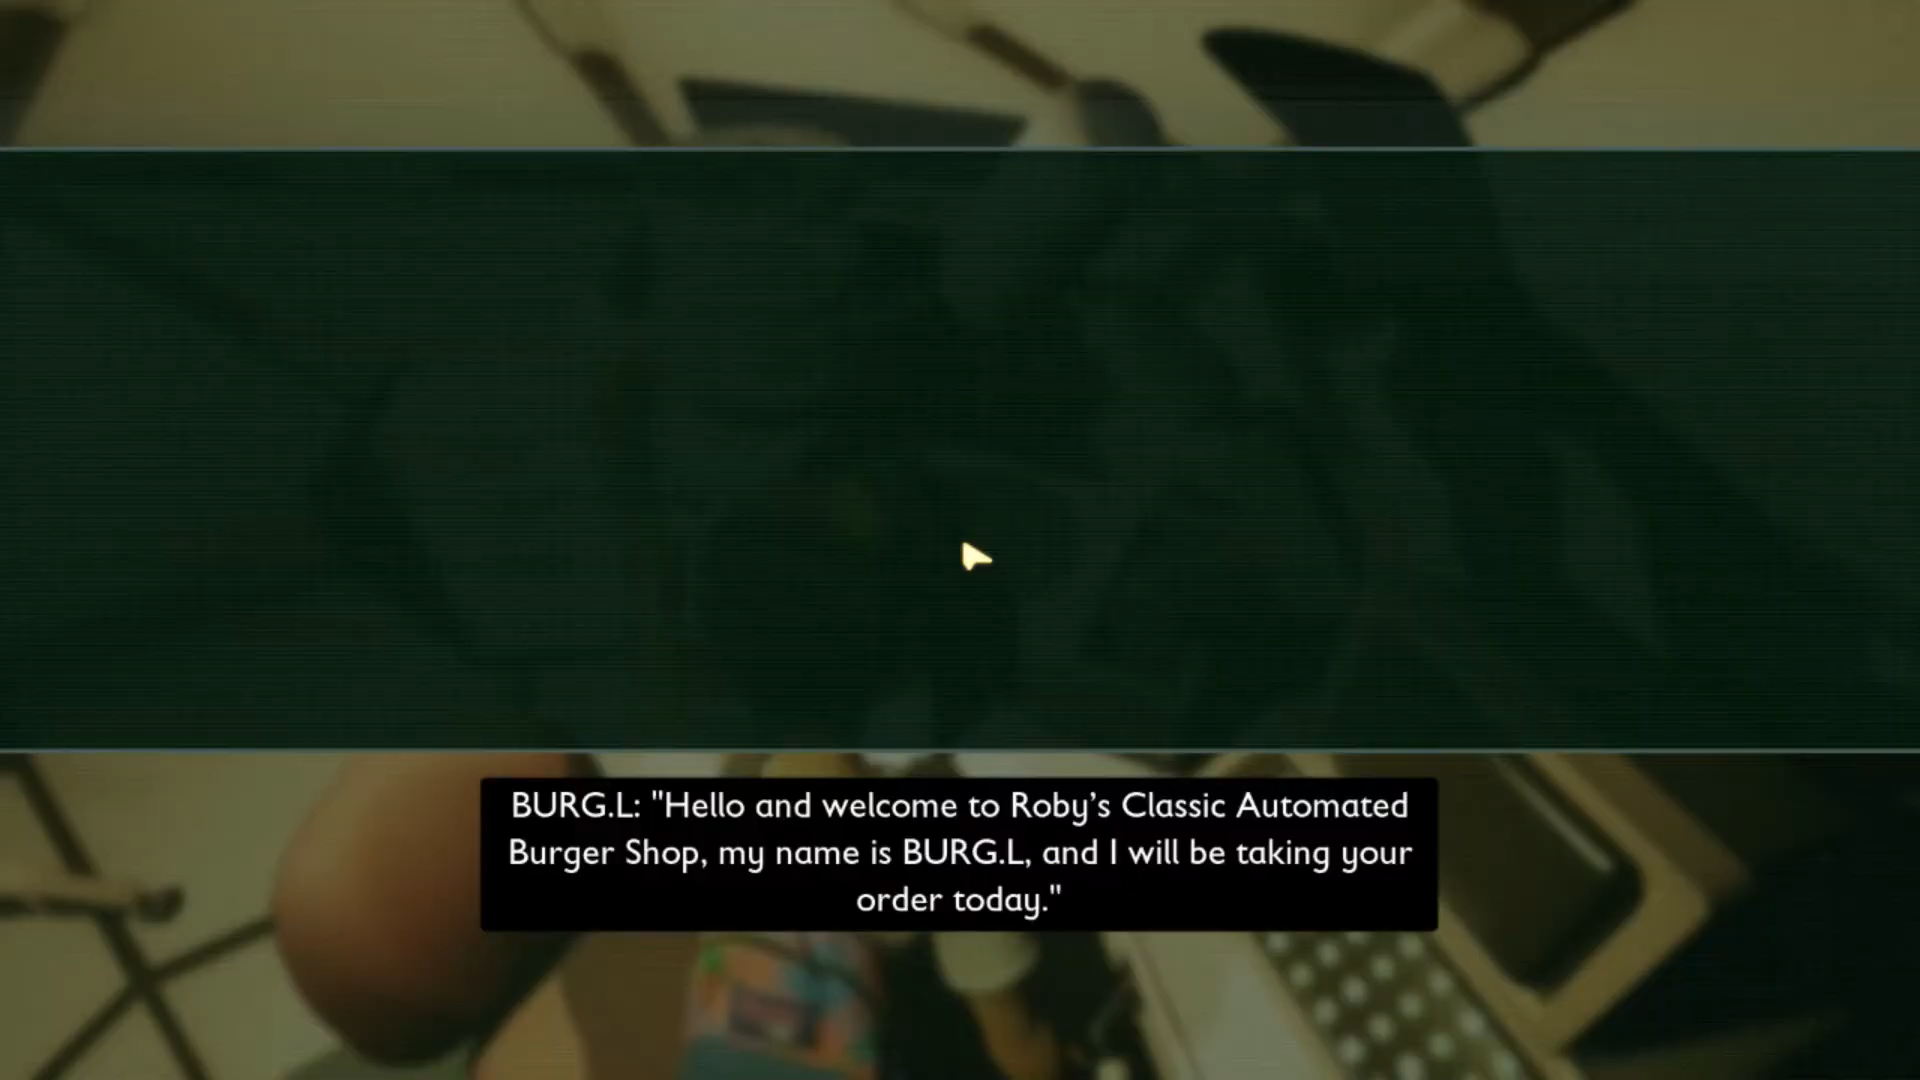 BURG.L: "Hello and welcome to Roby’s Classic Automated
Burger Shop, my name is BURG.L, and I will be taking your
order today."